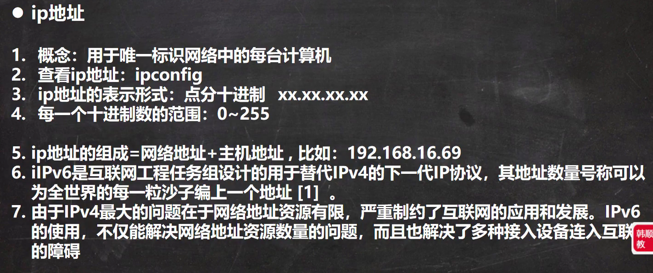 ● ip地址
1. 概念：用于唯一标识网络中的每台计算机
2. 查看ip地址：ipconfig
3. ip地址的表示形式：点分十进制 xx.xx.xx.xx
4. 每一个十进制数的范围：0~255
5. ip地址的组成=网络地址+主机地址，比如：192.168.16.69
6. iIPv6是互联网工程任务组设计的用于替代IPv4的下一代IP协议，其地址数量号称可以
为全世界的每一粒沙子编上一个地址 [1] 。
7. 由于IPv4最大的问题在于网络地址资源有限，严重制约了互联网的应用和发展。IPv6
的使用，不仅能解决网络地址资源数量的问题，而且也解决了多种接入设备连入互联
的障碍
韩顺
教